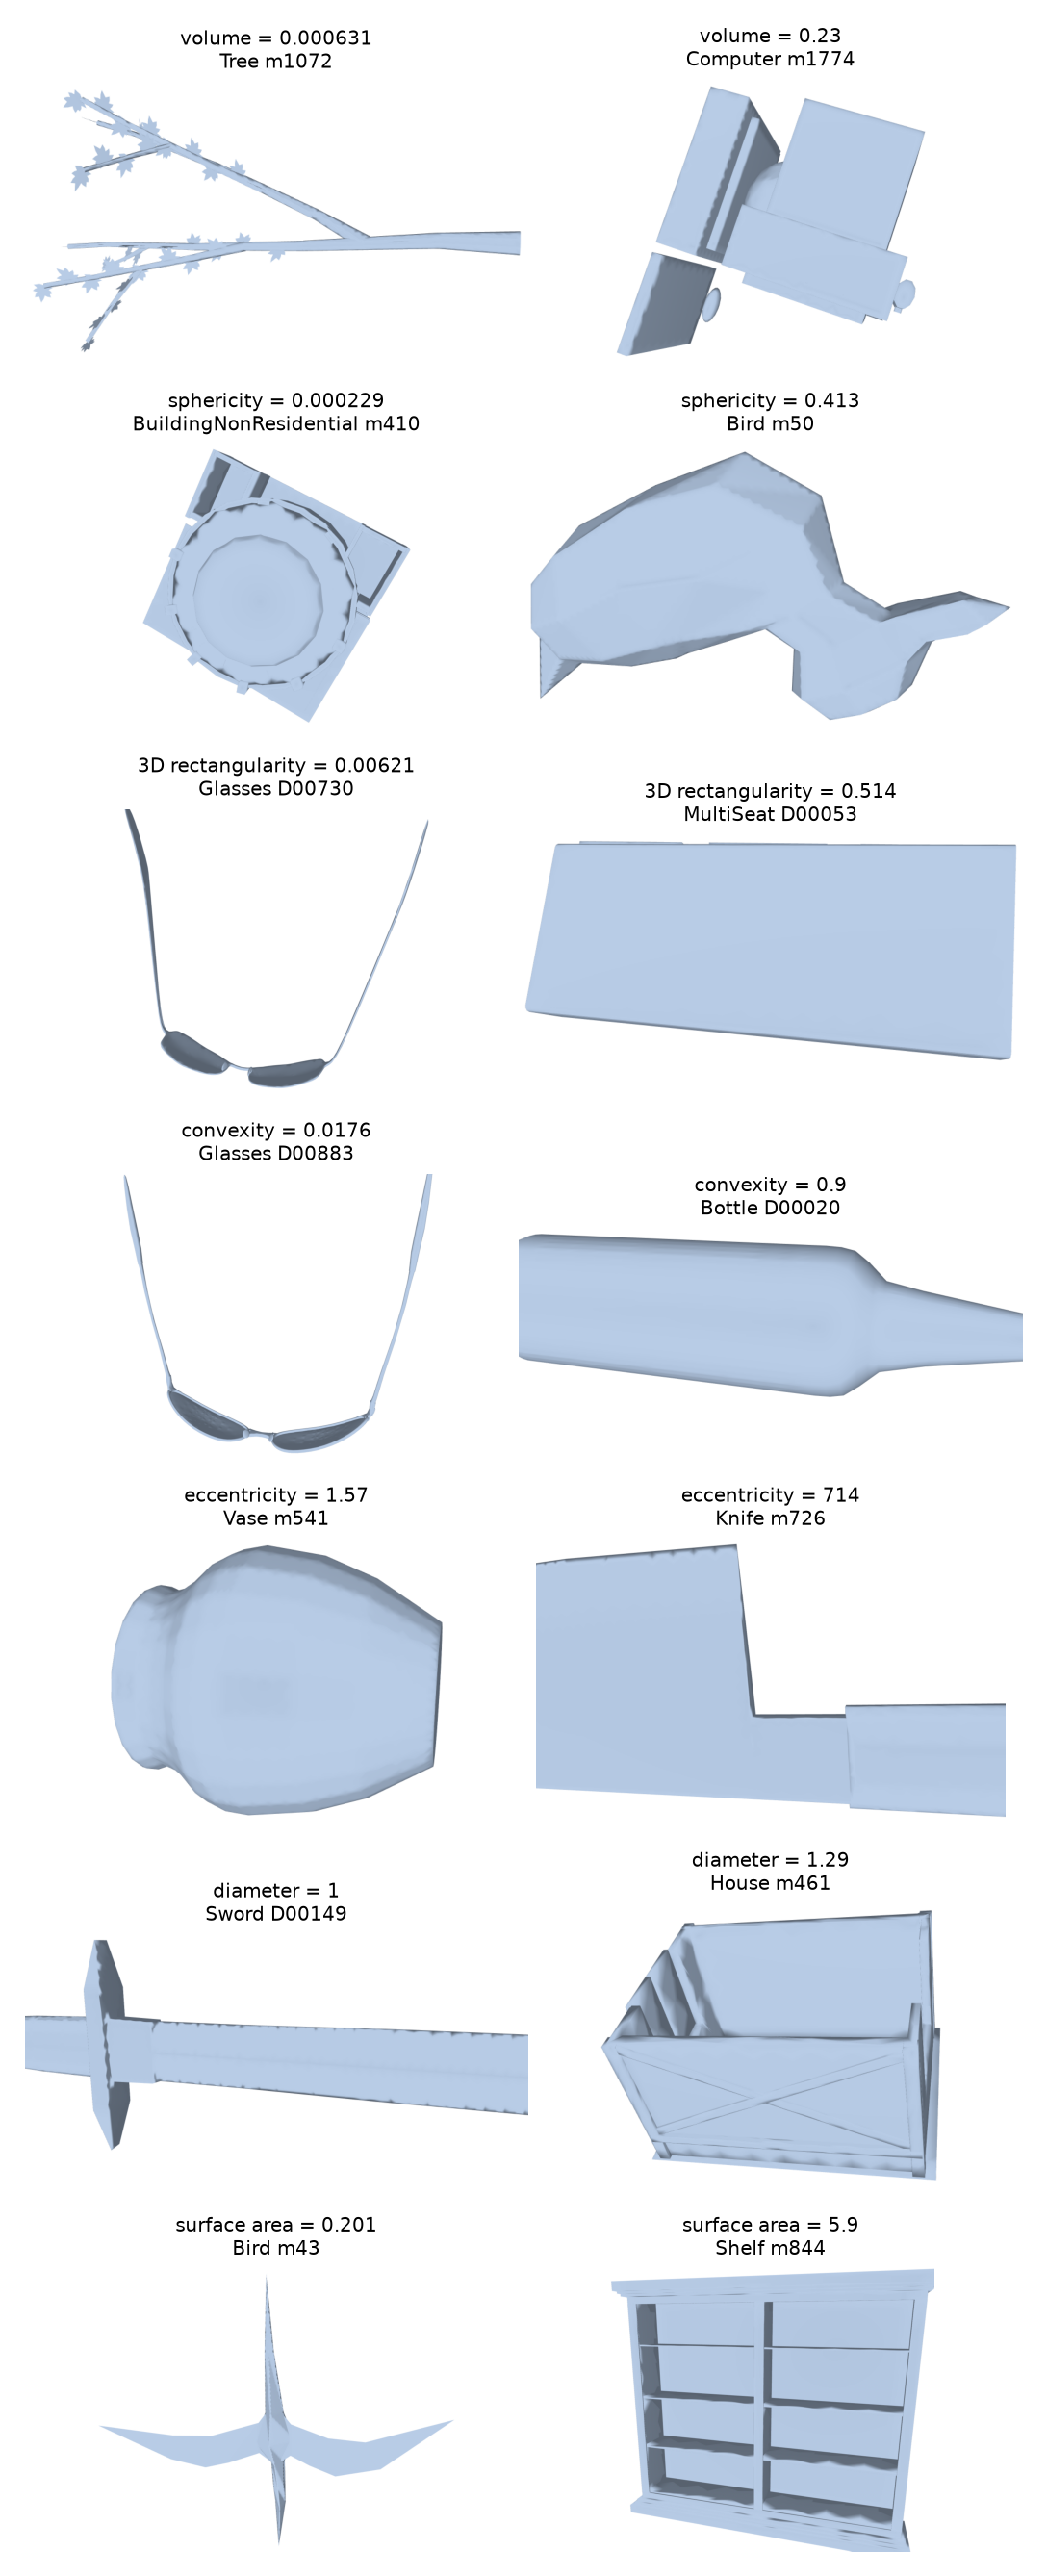 volume = 0.000631
Tree m1072
volume = 0.23
Computer m1774
sphericity = 0.000229
BuildingNonResidential m410
sphericity = 0.413
Bird m50
3D rectangularity = 0.00621
Glasses D00730
3D rectangularity = 0.514
MultiSeat D00053
convexity = 0.0176
Glasses D00883
convexity = 0.9
Bottle D00020
eccentricity = 1.57
Vase m541
eccentricity = 714
Knife m726
diameter = 1
Sword D00149
diameter = 1.29
House m461
surface area = 0.201
Bird m43
surface area = 5.9
Shelf m844